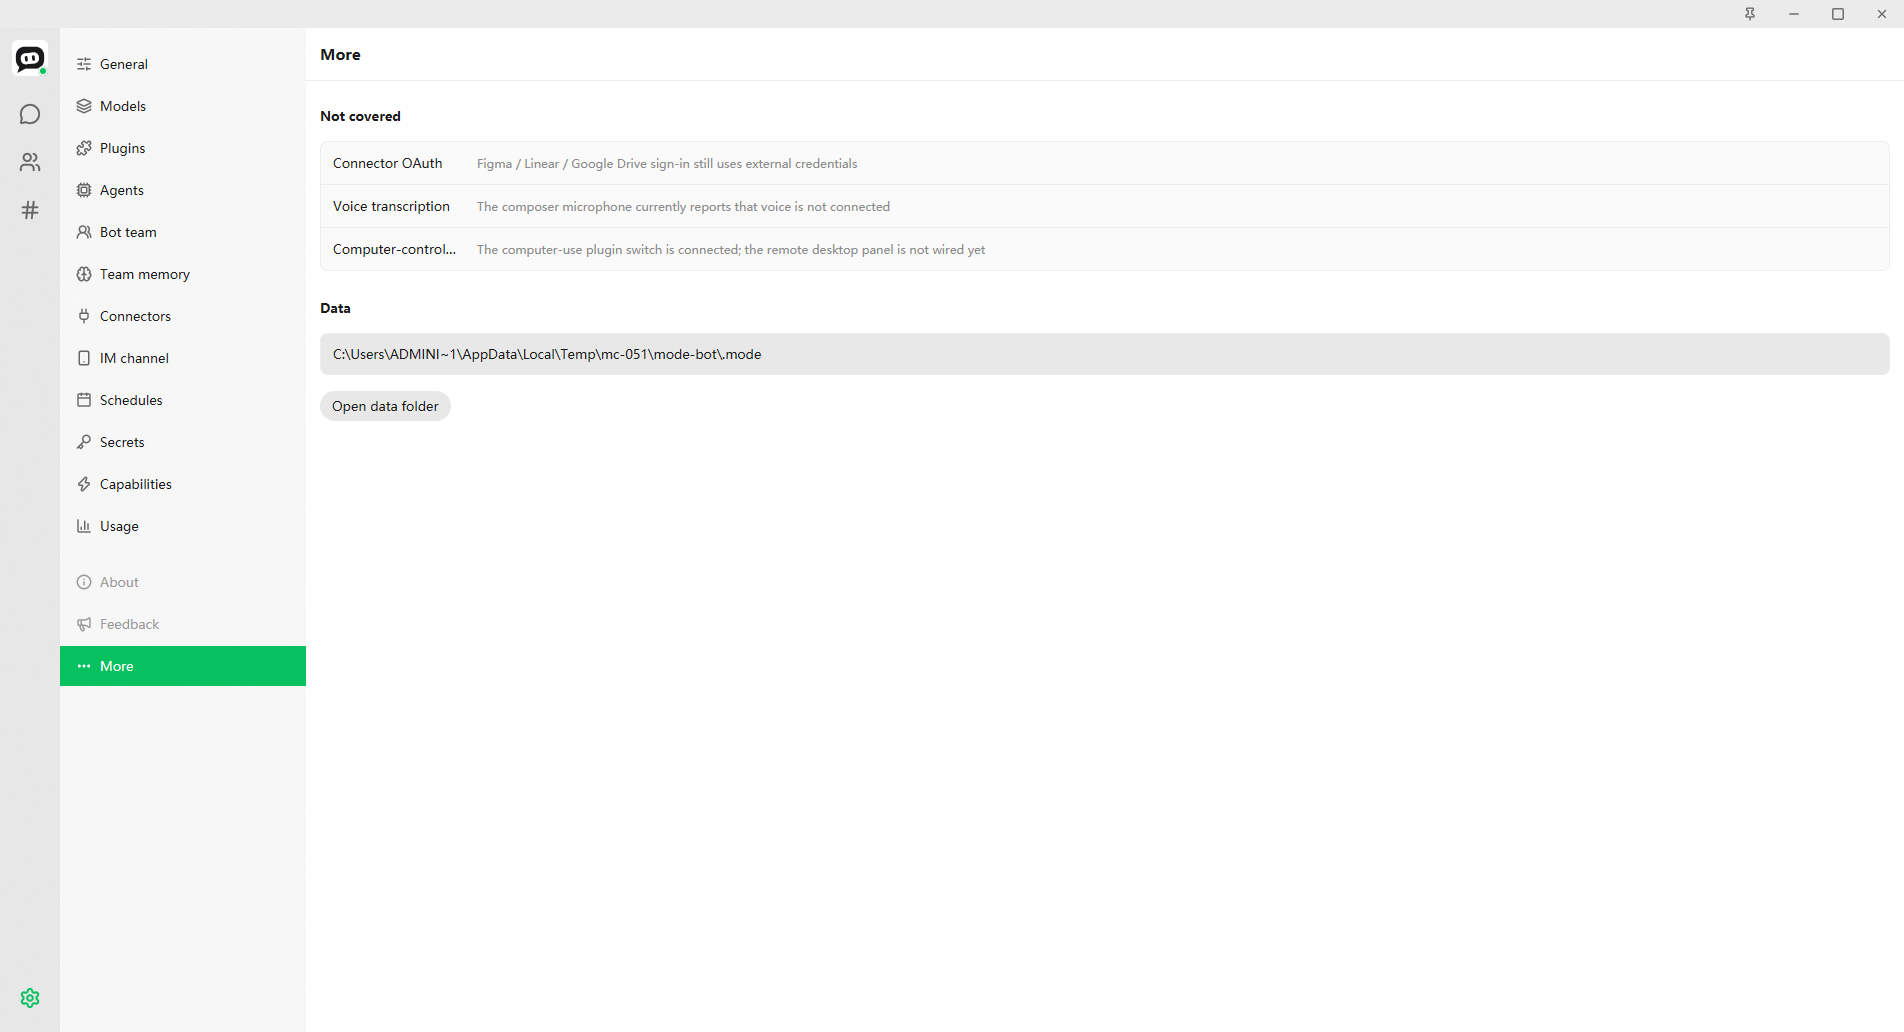 General
Models
Plugins
Agents
Bot team
Team memory
Connectors
IM channel
Schedules
Secrets
Capabilities
Usage
About
Feedback
More
More
Not covered
Connector OAuth Figma / Linear / Google Drive sign-in still uses external credentials
Voice transcription The composer microphone currently reports that voice is not connected
Computer-control... The computer-use plugin switch is connected; the remote desktop panel is not wired yet
Data
C:\Users\ADMINI~1\AppData\Local\Temp\mc-051\mode-bot\.mode
Open data folder